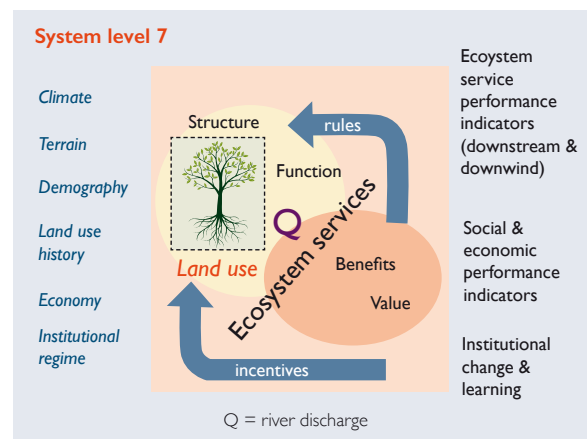 System level 7
Climate
Terrain
Demography
Land use
history
Economy
Institutional
regime
Structure
Function
rules
Q
Land use
Ecosystem services
Benefits
Value
incentives
Ecoystem
service
performance
indicators
(downstream &
downwind)
Social &
economic
performance
indicators
Institutional
change &
learning
Q = river discharge